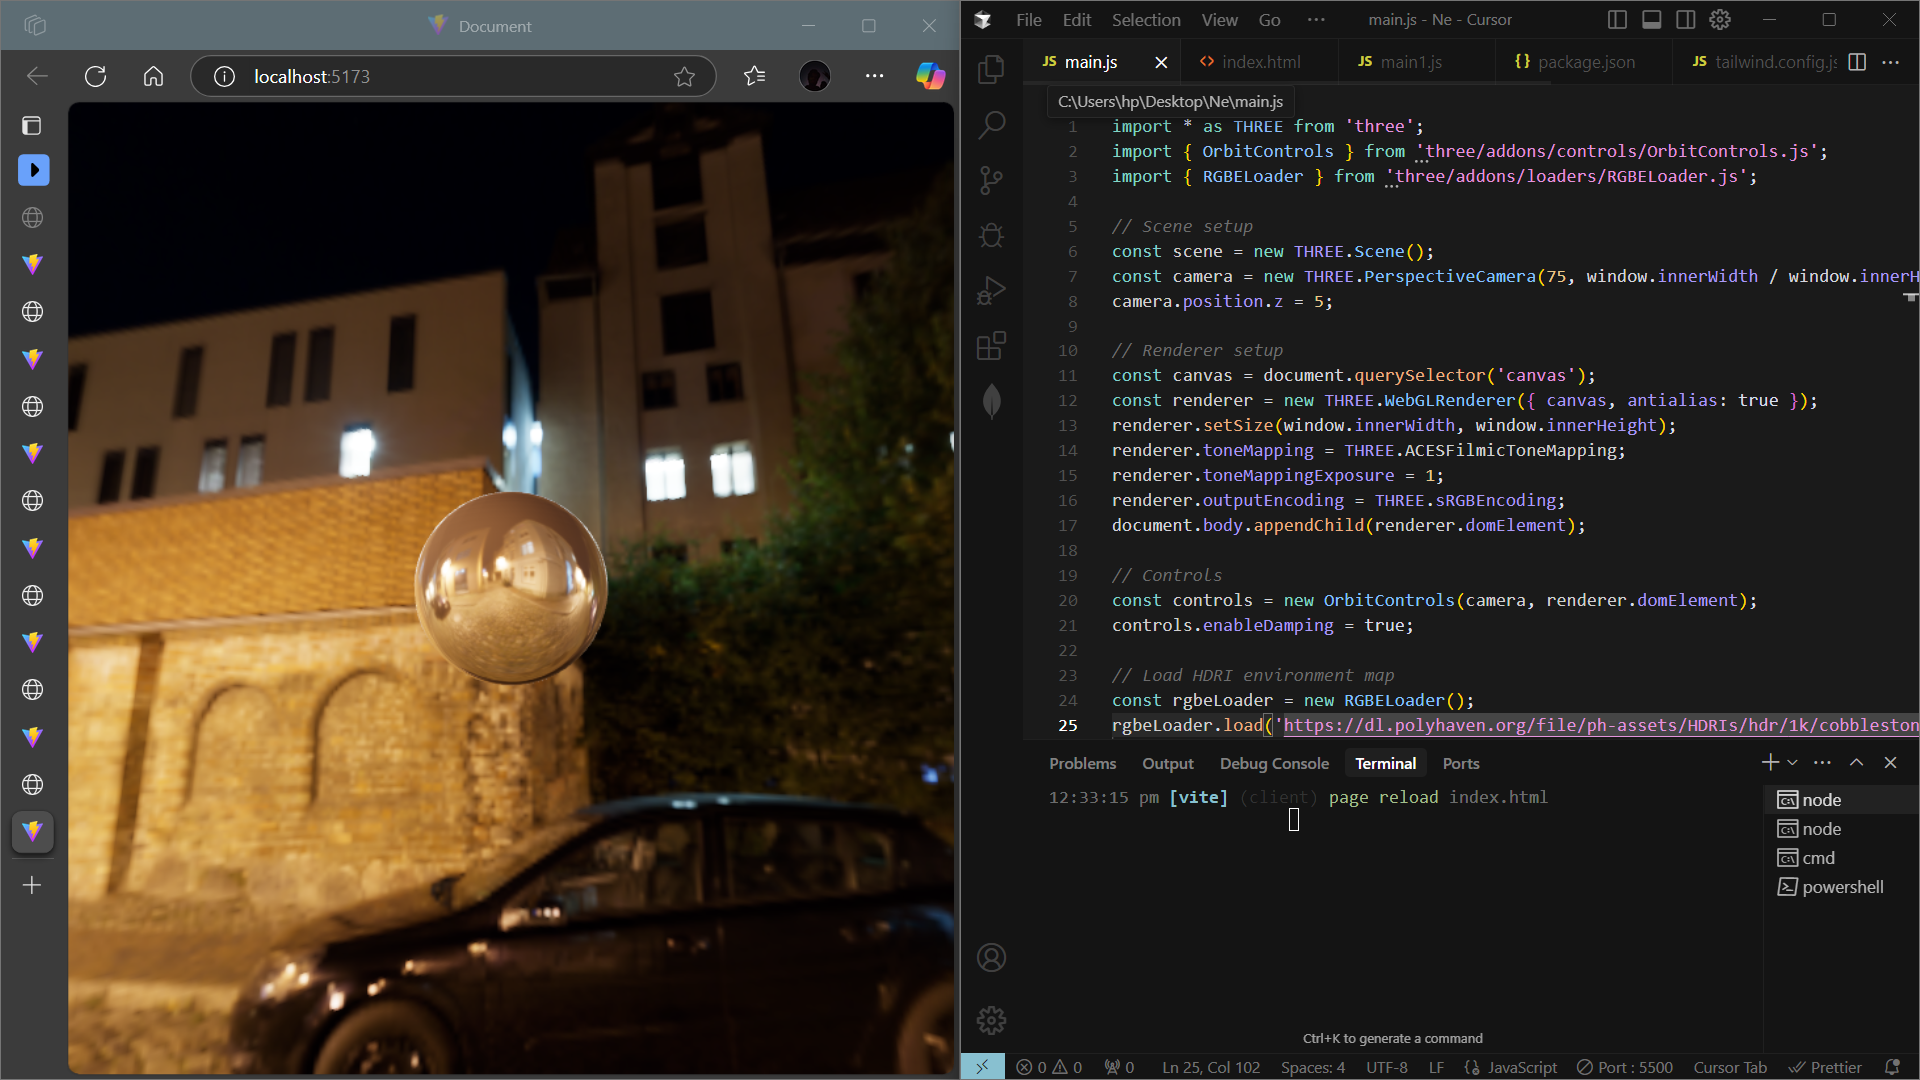 Document
localhost:5173
File Edit Selection View Go ··· main.js - Ne - Cursor
JS main.js
<> index.html
JS main1.js
{} package.json
JS tailwind.config.js
C:\Users\hp\Desktop\Ne\main.js
1 import * as THREE from 'three';
2 import { OrbitControls } from 'three/addons/controls/OrbitControls.js';
3 import { RGBELoader } from 'three/addons/loaders/RGBELoader.js';
4
5 // Scene setup
6 const scene = new THREE.Scene();
7 const camera = new THREE.PerspectiveCamera(75, window.innerWidth / window.innerH
8 camera.position.z = 5;
9
10 // Renderer setup
11 const canvas = document.querySelector('canvas');
12 const renderer = new THREE.WebGLRenderer({ canvas, antialias: true });
13 renderer.setSize(window.innerWidth, window.innerHeight);
14 renderer.toneMapping = THREE.ACESFilmicToneMapping;
15 renderer.toneMappingExposure = 1;
16 renderer.outputEncoding = THREE.sRGBEncoding;
17 document.body.appendChild(renderer.domElement);
18
19 // Controls
20 const controls = new OrbitControls(camera, renderer.domElement);
21 controls.enableDamping = true;
22
23 // Load HDRI environment map
24 const rgbeLoader = new RGBELoader();
25 rgbeLoader.load('https://dl.polyhaven.org/file/ph-assets/HDRIs/hdr/1k/cobbleston
Problems Output Debug Console Terminal Ports
12:33:15 pm [vite] (client) page reload index.html
node
node
cmd
powershell
Ctrl+K to generate a command
0 0 0 Ln 25, Col 102 Spaces: 4 UTF-8 LF {} JavaScript Port : 5500 Cursor Tab Prettier